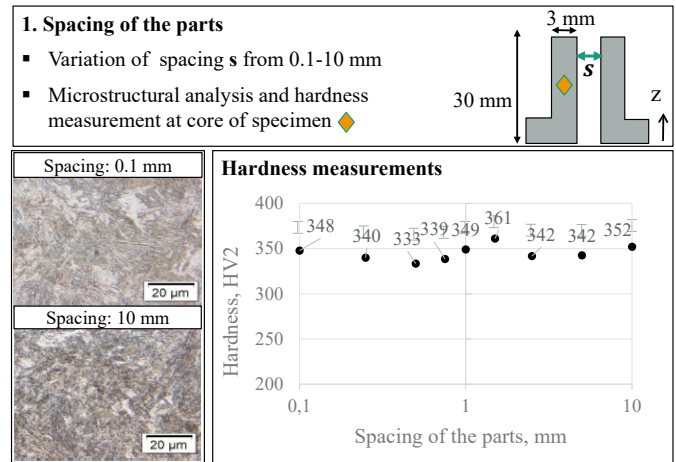 1. Spacing of the parts
▪ Variation of spacing s from 0.1-10 mm
▪ Microstructural analysis and hardness
measurement at core of specimen
3 mm
s
30 mm
z
Spacing: 0.1 mm
20 µm
Spacing: 10 mm
20 µm
Hardness measurements
Hardness, HV2
400
350
300
250
200
348
340
333
339
349
361
342
342
352
0,1
1
10
Spacing of the parts, mm